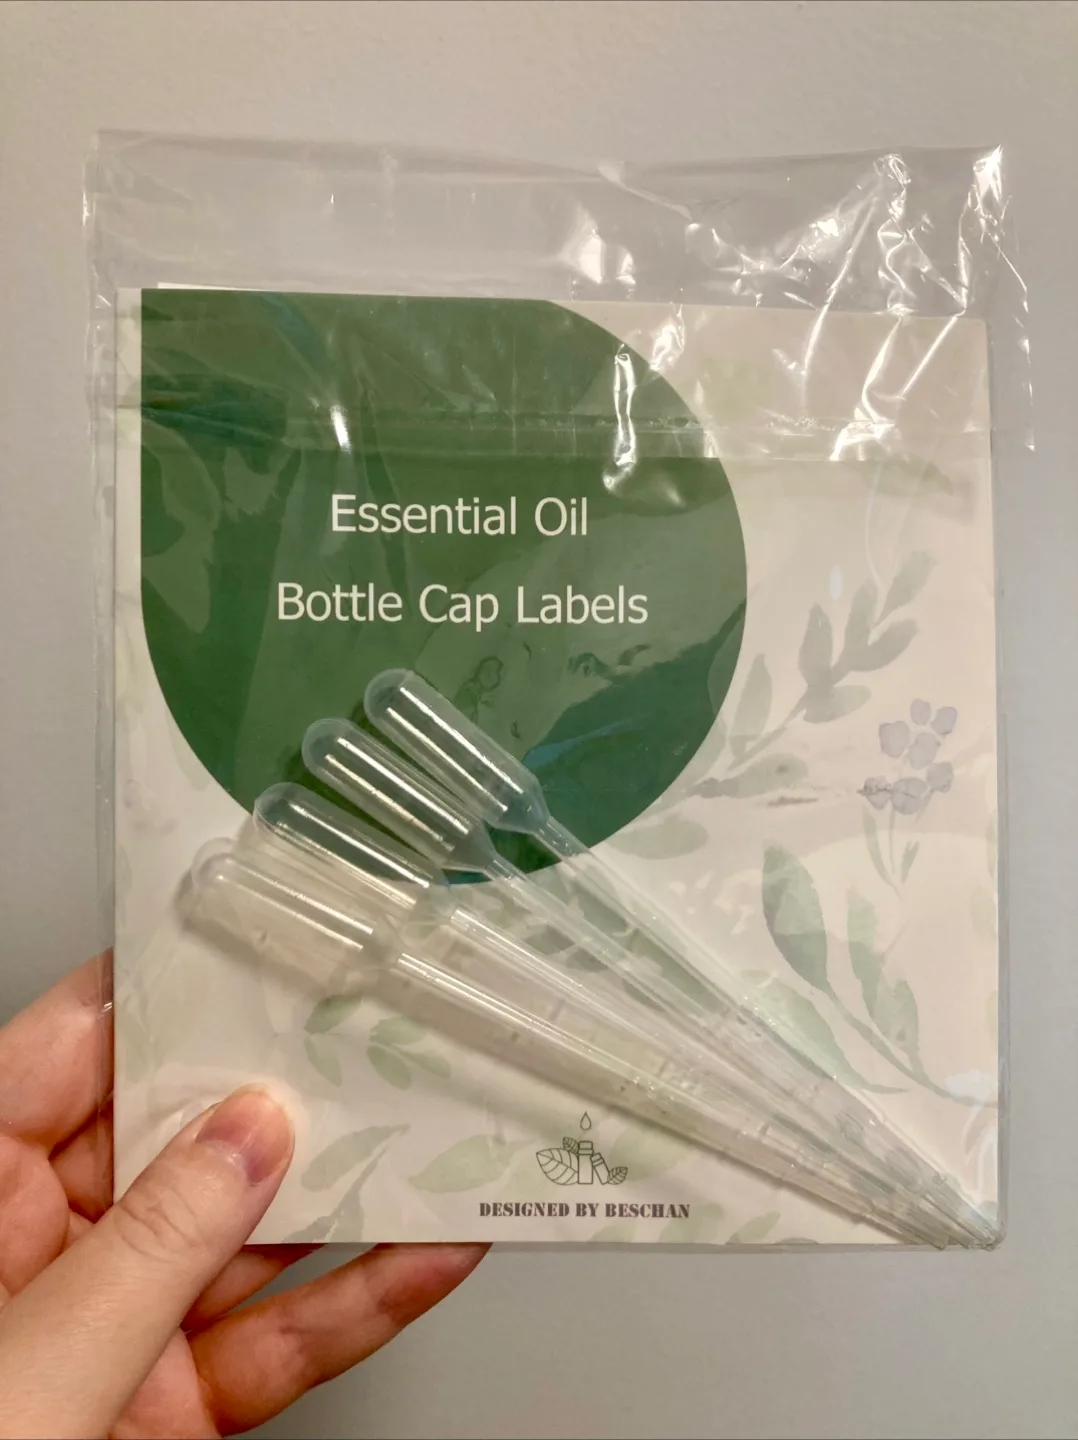 Essential Oil
Bottle Cap Labels
DESIGNED BY BESCHAN